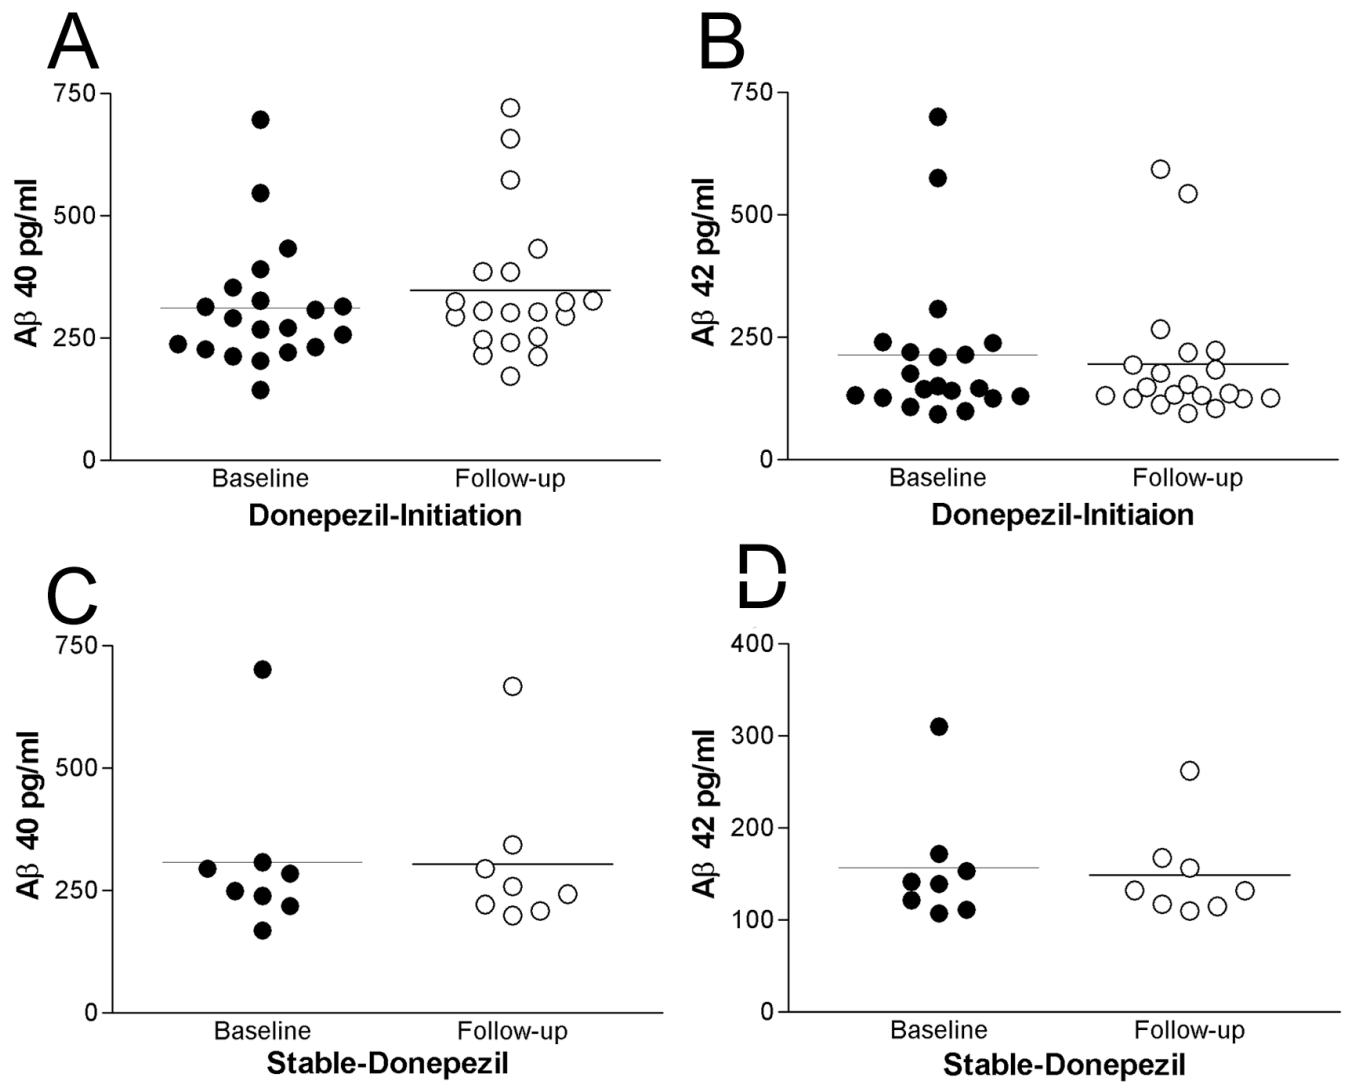 A
750
500
250
0
Aβ 40 pg/ml
Baseline
Follow-up
Donepezil-Initiation
B
750
500
250
0
Aβ 42 pg/ml
Baseline
Follow-up
Donepezil-Initiaion
C
750
500
250
0
Aβ 40 pg/ml
Baseline
Follow-up
Stable-Donepezil
D
400
300
200
100
0
Aβ 42 pg/ml
Baseline
Follow-up
Stable-Donepezil